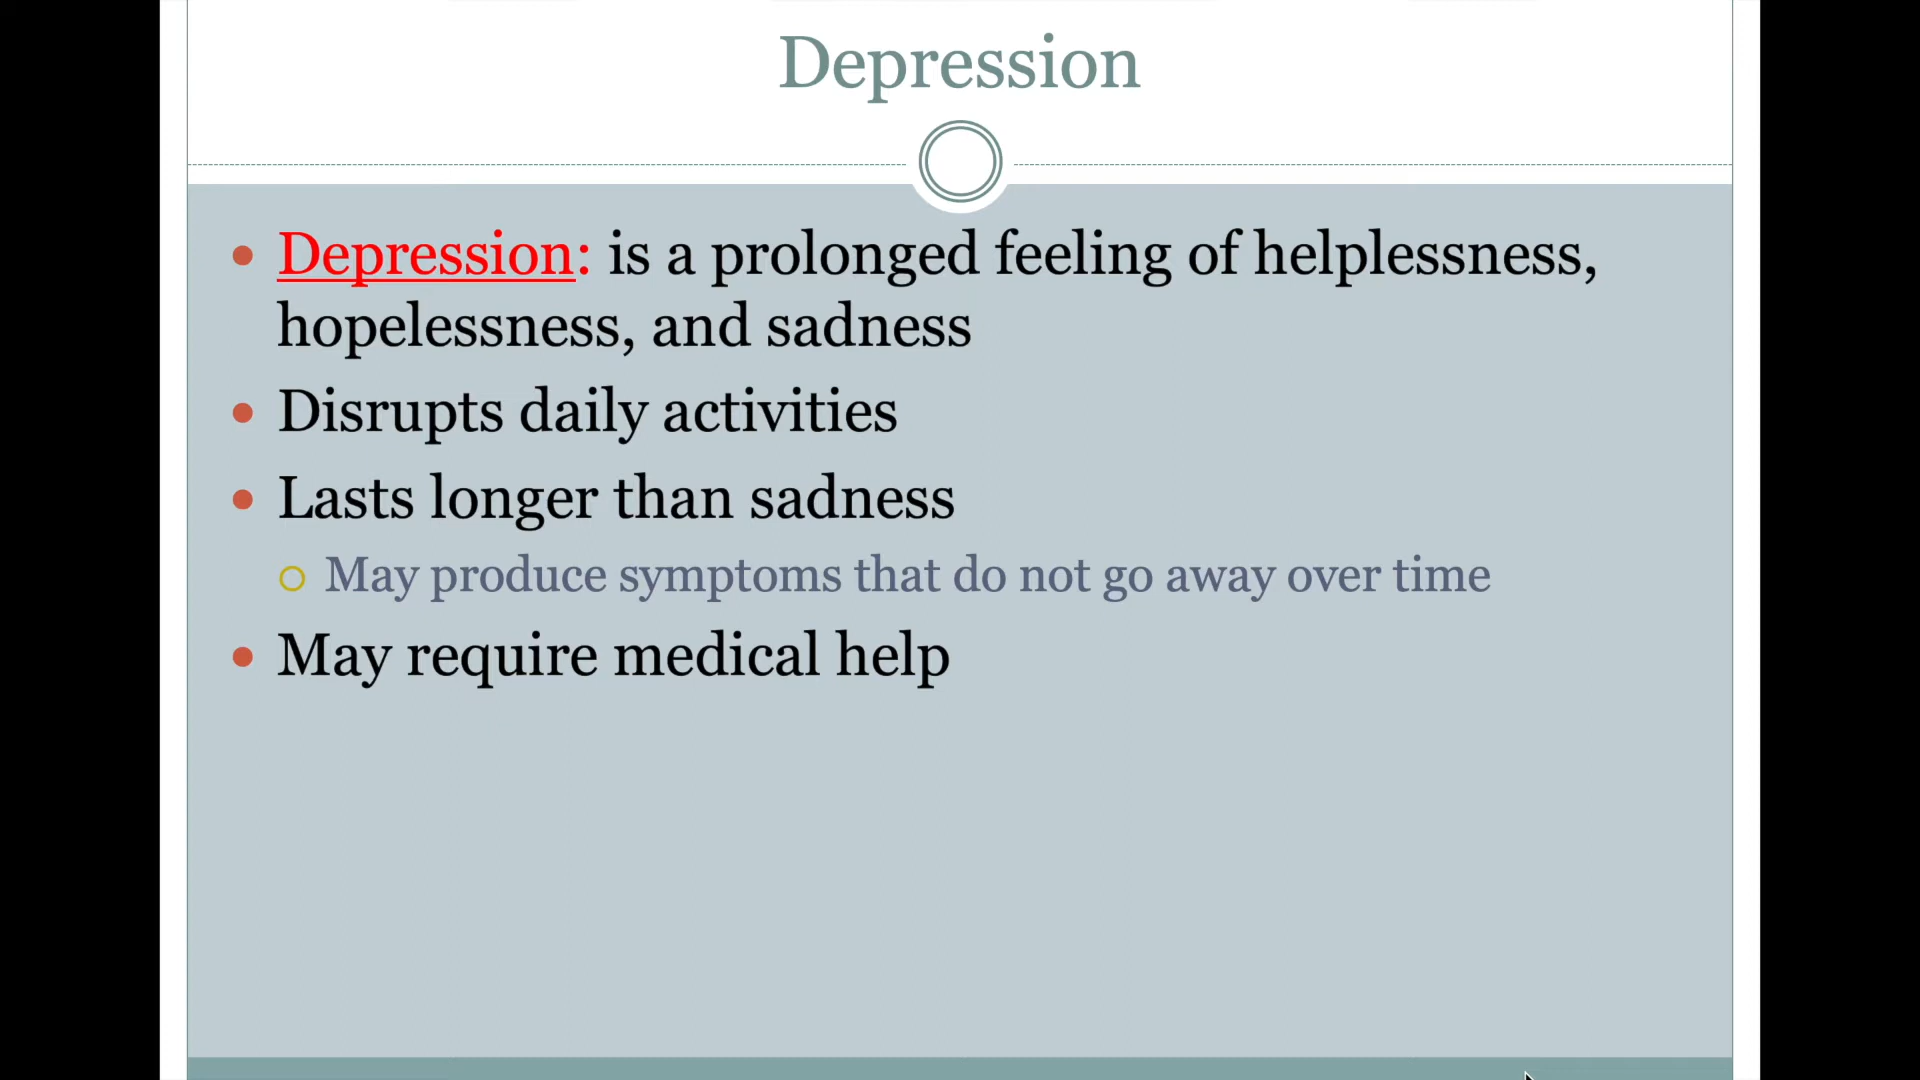 Depression
Depression: is a prolonged feeling of helplessness,
hopelessness, and sadness
Disrupts daily activities
Lasts longer than sadness
May produce symptoms that do not go away over time
May require medical help